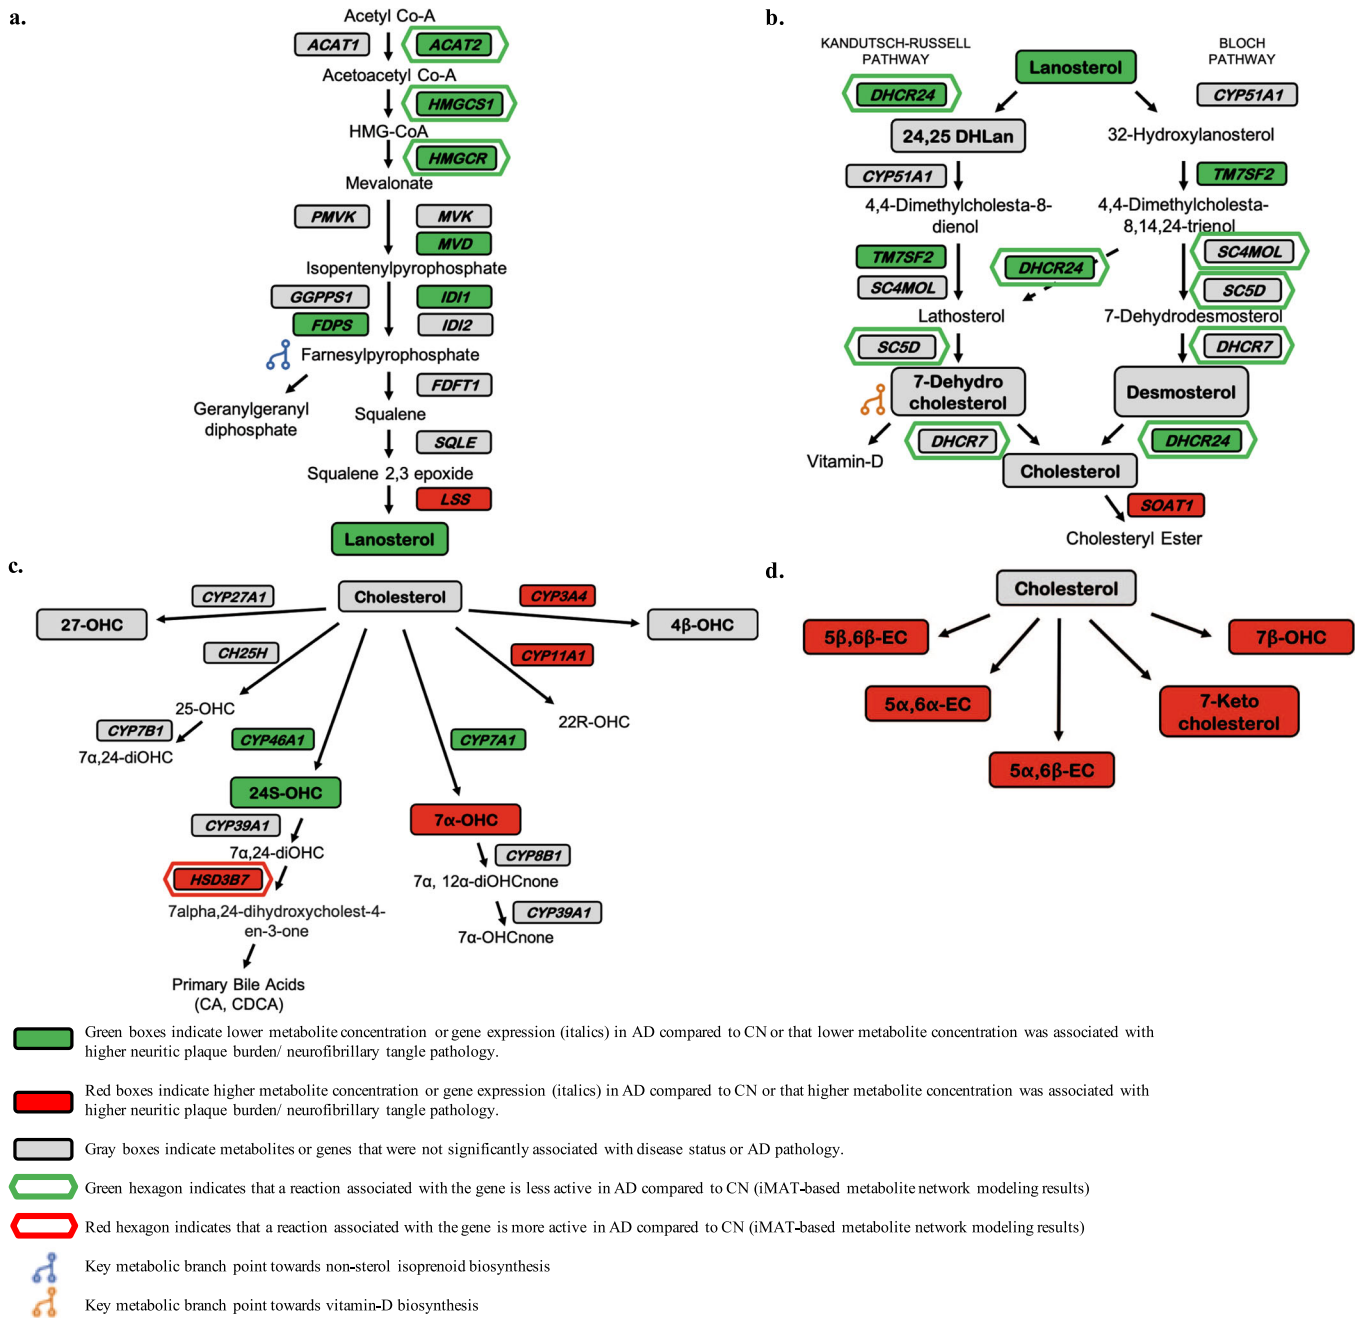 a.
Acetyl Co-A
ACAT1
ACAT2
Acetoacetyl Co-A
HMGCS1
HMG-CoA
HMGCR
Mevalonate
PMVK
MVK
MVD
Isopentenylpyrophosphate
GGPPS1
IDI1
FDPS
IDI2
Farnesylpyrophosphate
FDFT1
Geranylgeranyl
diphosphate
Squalene
SQLE
Squalene 2,3 epoxide
LSS
Lanosterol
b.
KANDUTSCH-RUSSELL
PATHWAY
Lanosterol
BLOCH
PATHWAY
DHCR24
CYP51A1
24,25 DHLan
32-Hydroxylanosterol
CYP51A1
TM7SF2
4,4-Dimethylcholesta-8-
dienol
4,4-Dimethylcholesta-
8,14,24-trienol
TM7SF2
SC4MOL
DHCR24
SC4MOL
SC5D
Lathosterol
7-Dehydrodesmosterol
SC5D
DHCR7
7-Dehydro
cholesterol
Desmosterol
DHCR7
DHCR24
Vitamin-D
Cholesterol
SOAT1
Cholesteryl Ester
c.
Cholesterol
CYP27A1
CYP3A4
27-OHC
4β-OHC
CH25H
CYP11A1
25-OHC
22R-OHC
CYP7B1
7α,24-diOHC
CYP46A1
CYP7A1
24S-OHC
7α-OHC
CYP39A1
7α,24-diOHC
CYP8B1
HSD3B7
7α, 12α-diOHCnone
7alpha,24-dihydroxycholest-4-
en-3-one
CYP39A1
7α-OHCnone
Primary Bile Acids
(CA, CDCA)
d.
Cholesterol
5β,6β-EC
7β-OHC
5α,6α-EC
7-Keto
cholesterol
5α,6β-EC
Green boxes indicate lower metabolite concentration or gene expression (italics) in AD compared to CN or that lower metabolite concentration was associated with
higher neuritic plaque burden/ neurofibrillary tangle pathology.
Red boxes indicate higher metabolite concentration or gene expression (italics) in AD compared to CN or that higher metabolite concentration was associated with
higher neuritic plaque burden/ neurofibrillary tangle pathology.
Gray boxes indicate metabolites or genes that were not significantly associated with disease status or AD pathology.
Green hexagon indicates that a reaction associated with the gene is less active in AD compared to CN (iMAT-based metabolite network modeling results)
Red hexagon indicates that a reaction associated with the gene is more active in AD compared to CN (iMAT-based metabolite network modeling results)
Key metabolic branch point towards non-sterol isoprenoid biosynthesis
Key metabolic branch point towards vitamin-D biosynthesis